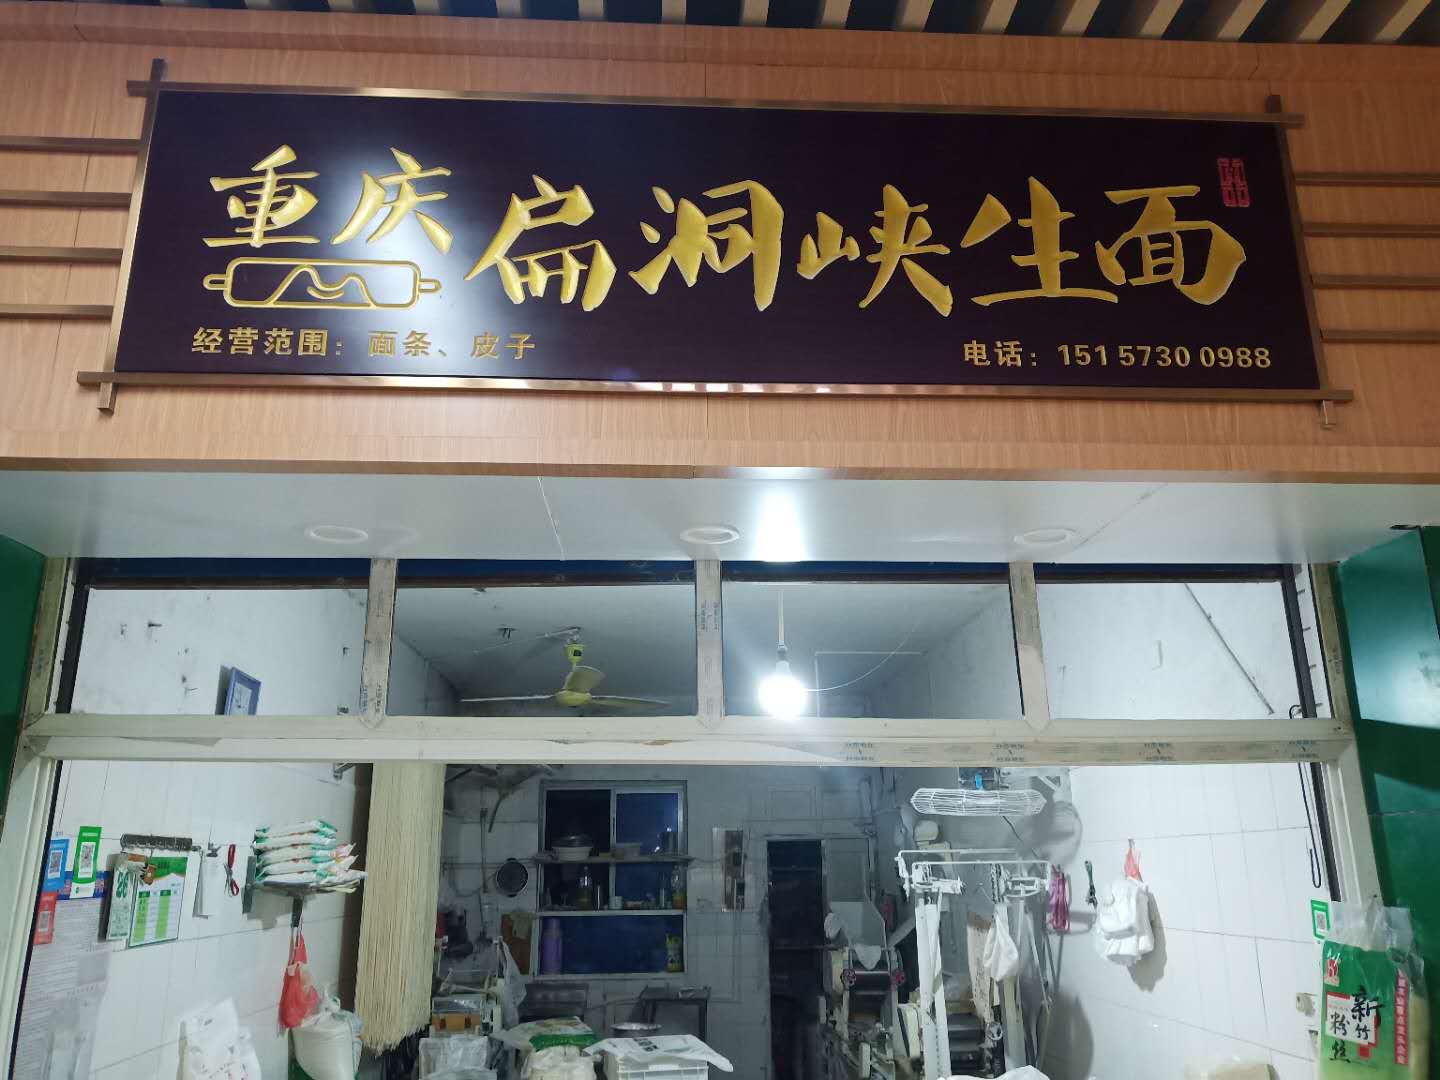 重庆扁洞峡生面
经营范围：面条、皮子
电话：151 5730 0988
新竹
粉丝